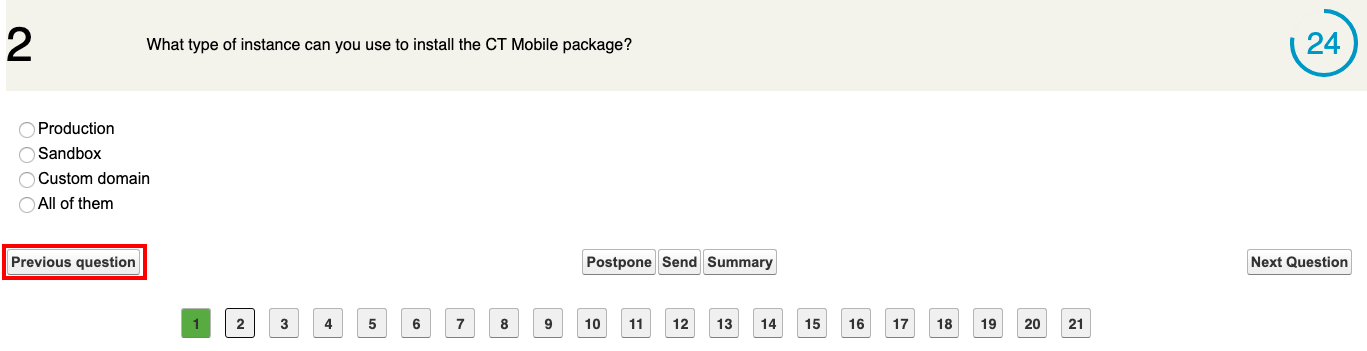 2
What type of instance can you use to install the CT Mobile package?
24
Production
Sandbox
Custom domain
All of them
Previous question
Postpone Send Summary
Next Question
1 2 3 4 5 6 7 8 9 10 11 12 13 14 15 16 17 18 19 20 21